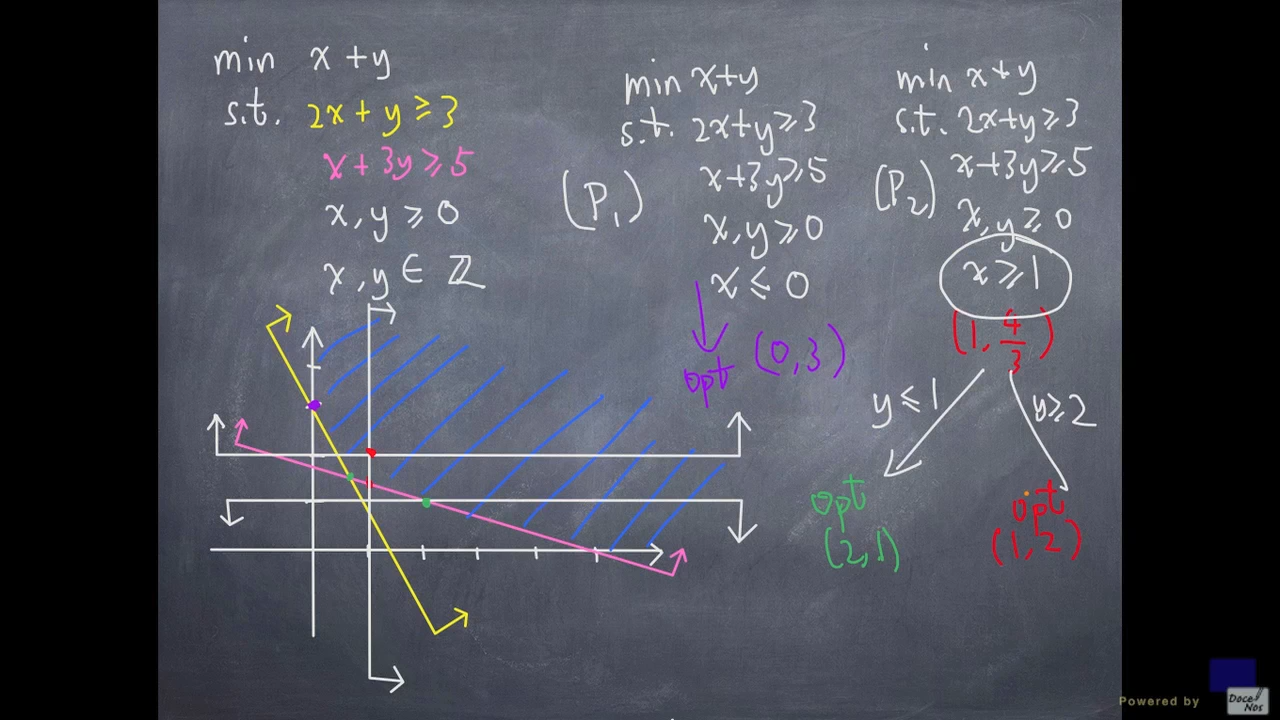 min x + y
s.t. 2x + y ≥ 3
x + 3y ≥ 5
x, y ≥ 0
x, y ∈ ℤ
(P₁)
min x+y
s.t. 2x+y ≥ 3
x+3y ≥ 5
x, y ≥ 0
x ≤ 0
opt (0,3)
(P₂)
min x+y
s.t. 2x+y ≥ 3
x+3y ≥ 5
x, y ≥ 0
x ≥ 1
(1, 4/3)
y ≤ 1
y ≥ 2
opt
(2,1)
opt
(1,2)
Powered by
Doce
Nos